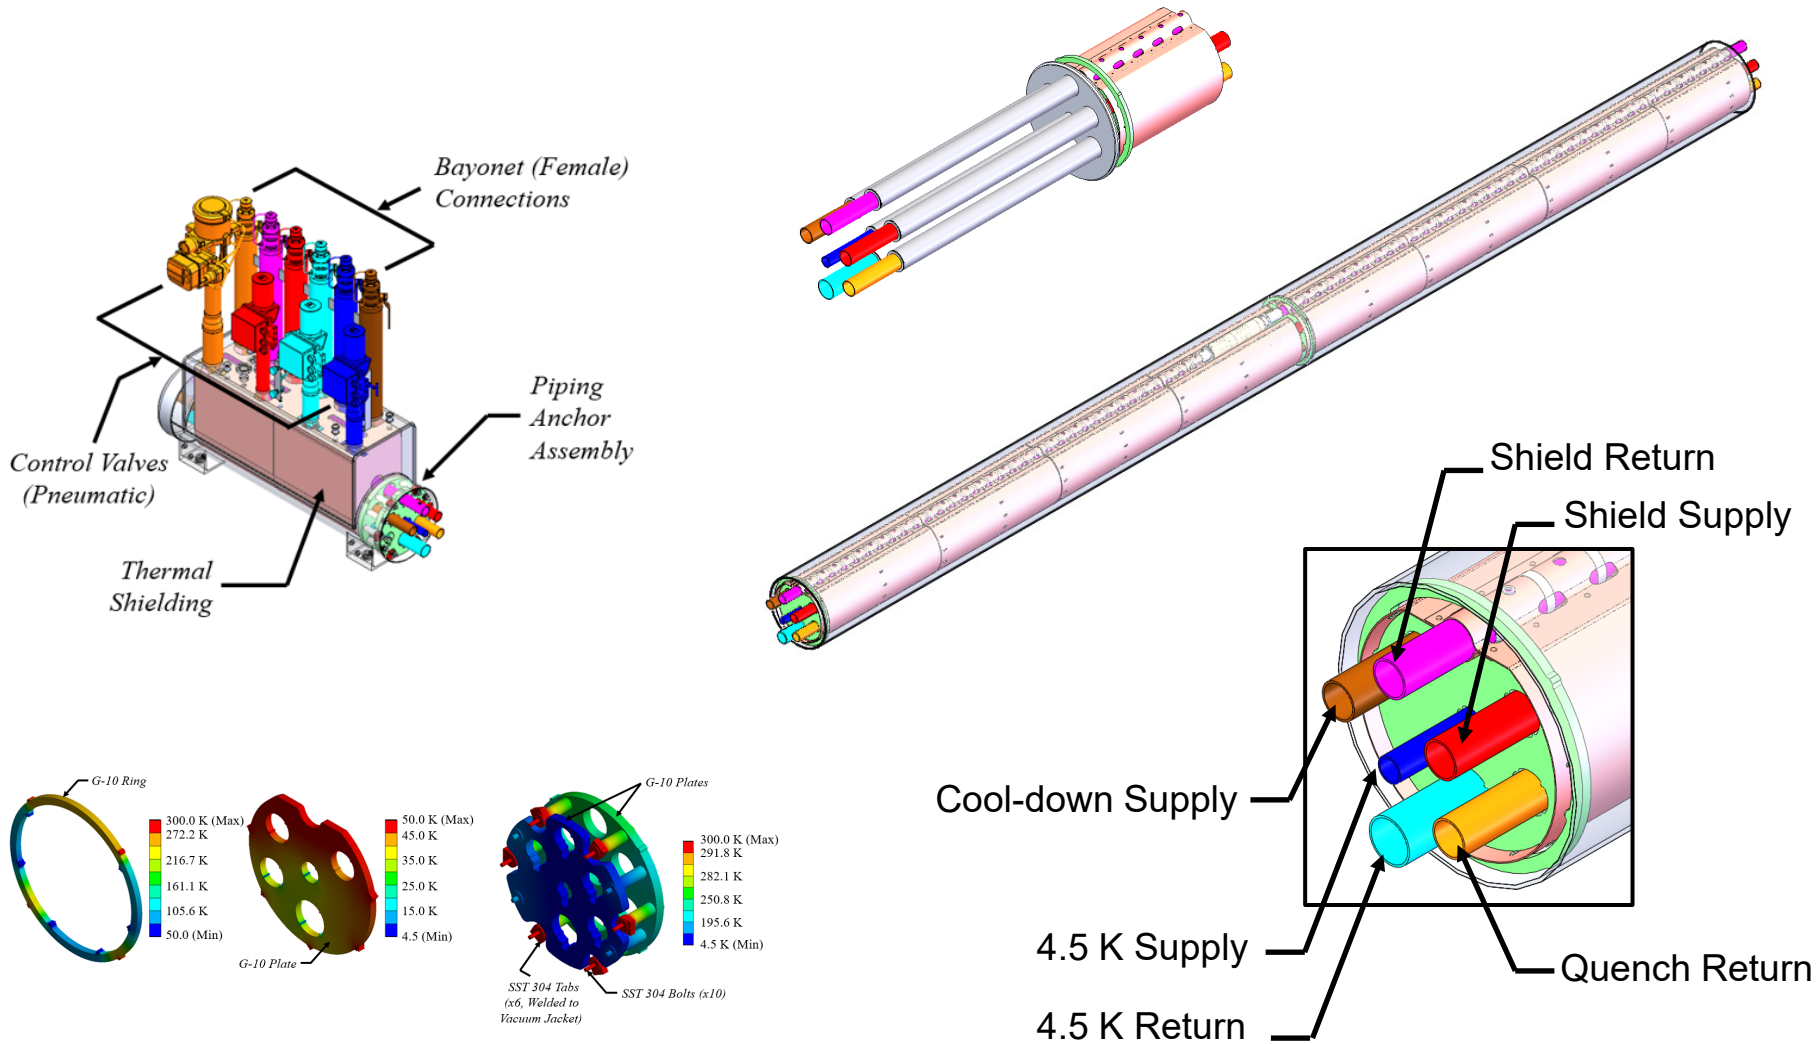 Bayonet (Female)
Connections
Piping
Anchor
Assembly
Control Valves
(Pneumatic)
Thermal
Shielding
Shield Return
Shield Supply
Cool-down Supply
4.5 K Supply
Quench Return
4.5 K Return
G-10 Ring
300.0 K (Max)
272.2 K
216.7 K
161.1 K
105.6 K
50.0 (Min)
50.0 K (Max)
45.0 K
35.0 K
25.0 K
15.0 K
4.5 (Min)
G-10 Plate
G-10 Plates
300.0 K (Max)
291.8 K
282.1 K
250.8 K
195.6 K
4.5 K (Min)
SST 304 Tabs
(x6, Welded to
Vacuum Jacket)
SST 304 Bolts (x10)